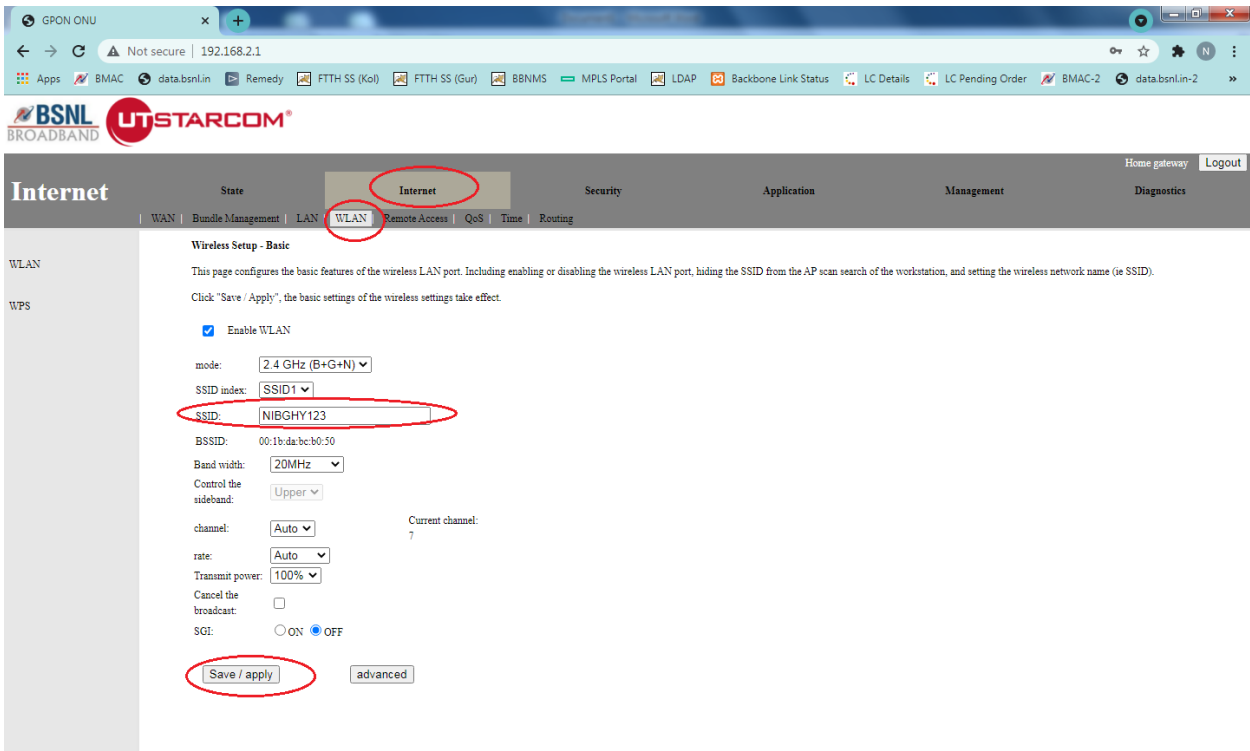 GPON ONU
Not secure | 192.168.2.1
N
Apps BMAC data.bsnl.in Remedy FTTH SS (Kol) FTTH SS (Gur) BBNMS MPLS Portal LDAP Backbone Link Status LC Details LC Pending Order BMAC-2 data.bsnl.in-2 »
BSNL UTSTARCOM®
BROADBAND
Home gateway Logout
Internet State Internet Security Application Management Diagnostics
| WAN | Bundle Management | LAN | WLAN | Remote Access | QoS | Time | Routing
Wireless Setup - Basic
WLAN
This page configures the basic features of the wireless LAN port. Including enabling or disabling the wireless LAN port, hiding the SSID from the AP scan search of the workstation, and setting the wireless network name (ie SSID).
WPS
Click "Save / Apply", the basic settings of the wireless settings take effect.
Enable WLAN
mode: 2.4 GHz (B+G+N)
SSID index: SSID1
SSID: NIBGHY123
BSSID: 00:1b:da:bc:b0:50
Band width: 20MHz
Control the
sideband: Upper
channel: Auto Current channel:
7
rate: Auto
Transmit power: 100%
Cancel the
broadcast:
SGI: ON OFF
Save / apply advanced